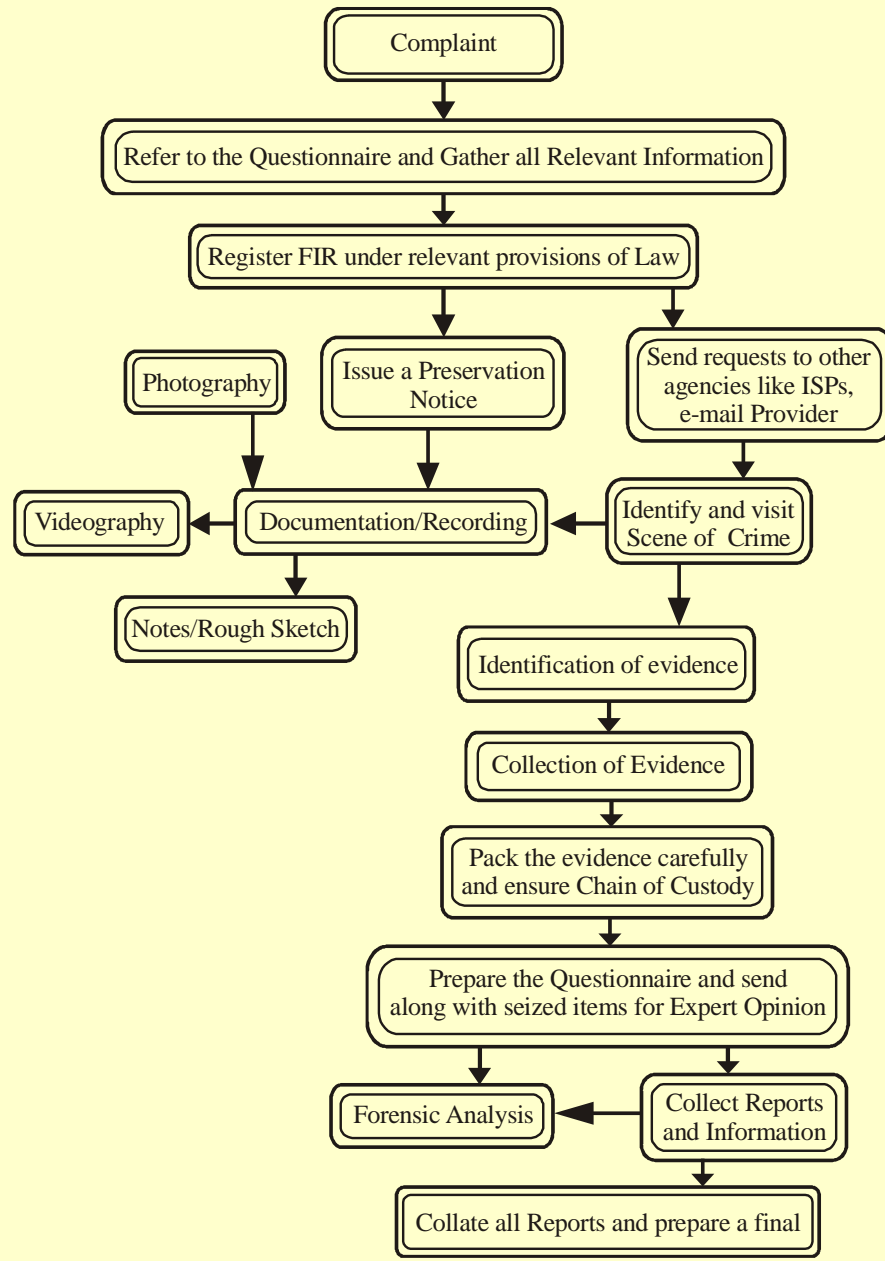 Complaint
Refer to the Questionnaire and Gather all Relevant Information
Register FIR under relevant provisions of Law
Photography
Issue a Preservation
Notice
Send requests to other
agencies like ISPs,
e-mail Provider
Videography
Documentation/Recording
Identify and visit
Scene of Crime
Notes/Rough Sketch
Identification of evidence
Collection of Evidence
Pack the evidence carefully
and ensure Chain of Custody
Prepare the Questionnaire and send
along with seized items for Expert Opinion
Forensic Analysis
Collect Reports
and Information
Collate all Reports and prepare a final